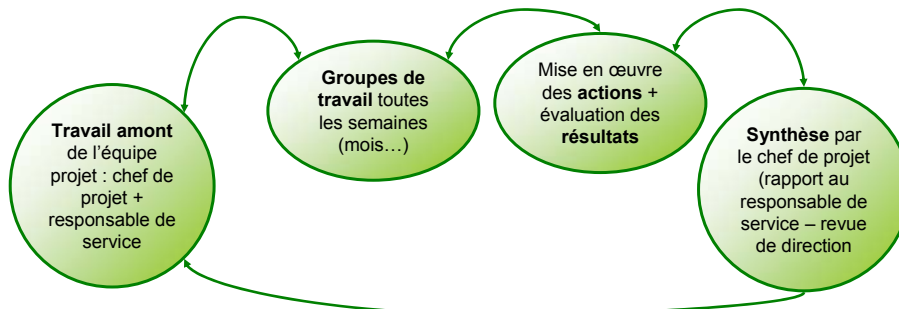 Travail amont
de l'équipe
projet : chef de
projet +
responsable de
service
Groupes de
travail toutes
les semaines
(mois…)
Mise en œuvre
des actions +
évaluation des
résultats
Synthèse par
le chef de projet
(rapport au
responsable de
service – revue
de direction